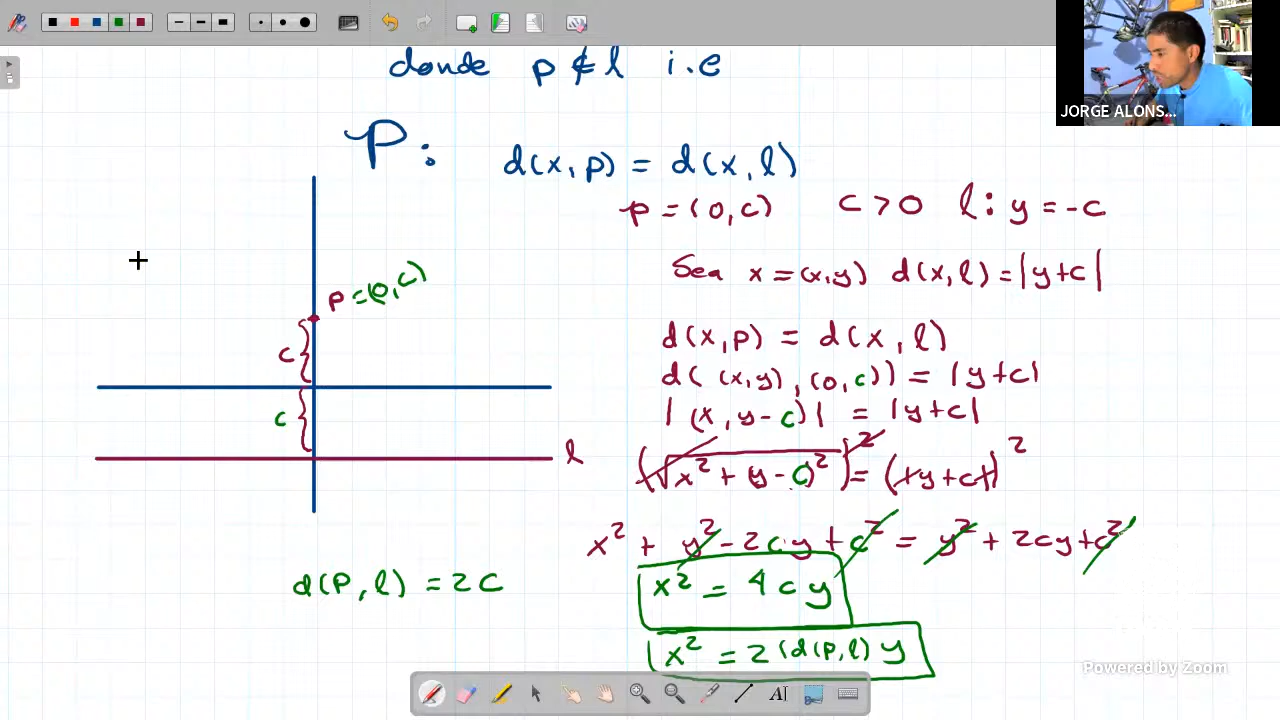 donde p ∉ l i.e
JORGE ALONS...
P: d(x,p) = d(x,l)
p = (0,c) c > 0 l: y = -c
Sea x = (x,y) d(x,l) = |y+c|
p = (0,c)
d(x,p) = d(x,l)
c
d( (x,y), (0,c)) = |y+c|
c
|(x, y-c)| = |y+c|
l
(√x² + (y-c)²)² = (|y+c|)²
x² + y² - 2cy + c² = y² + 2cy + c²
d(P,l) = 2c
x² = 4cy
x² = 2(d(p,l)y
Powered by Zoom
A